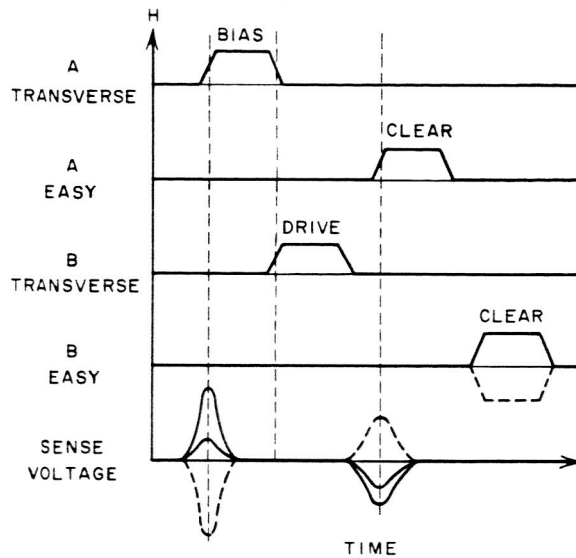 H
BIAS
A
TRANSVERSE
CLEAR
A
EASY
DRIVE
B
TRANSVERSE
CLEAR
B
EASY
SENSE
VOLTAGE
TIME